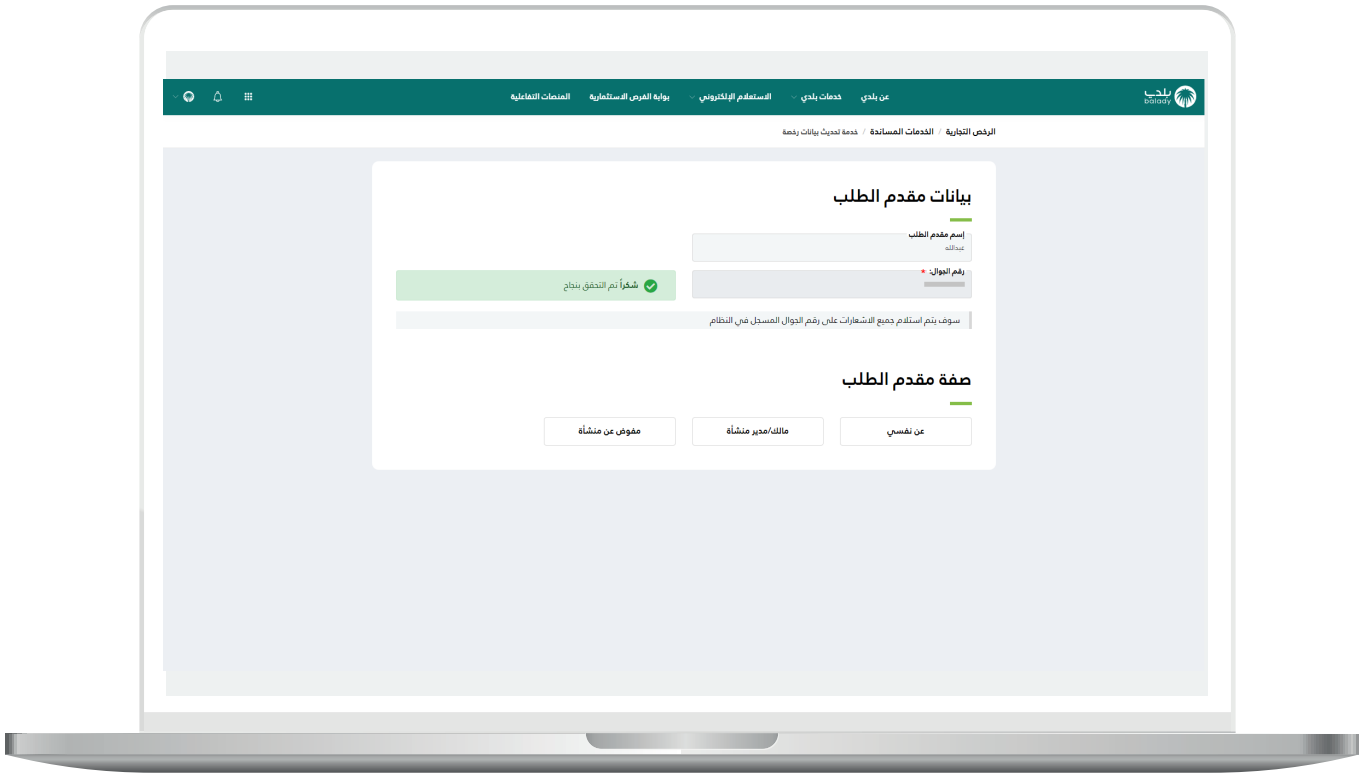 بلدي
balady
عن بلدي
خدمات بلدي
الاستعلام الإلكتروني
بوابة الفرص الاستثمارية
المنصات التفاعلية
الرخص التجارية / الخدمات المساندة / خدمة تحديث بيانات رخصة
بيانات مقدم الطلب
إسم مقدم الطلب
عبدالله
رقم الجوال: *
شكراً تم التحقق بنجاح
سوف يتم استلام جميع الاشعارات على رقم الجوال المسجل في النظام
صفة مقدم الطلب
عن نفسي
مالك/مدير منشأة
مفوض عن منشأة